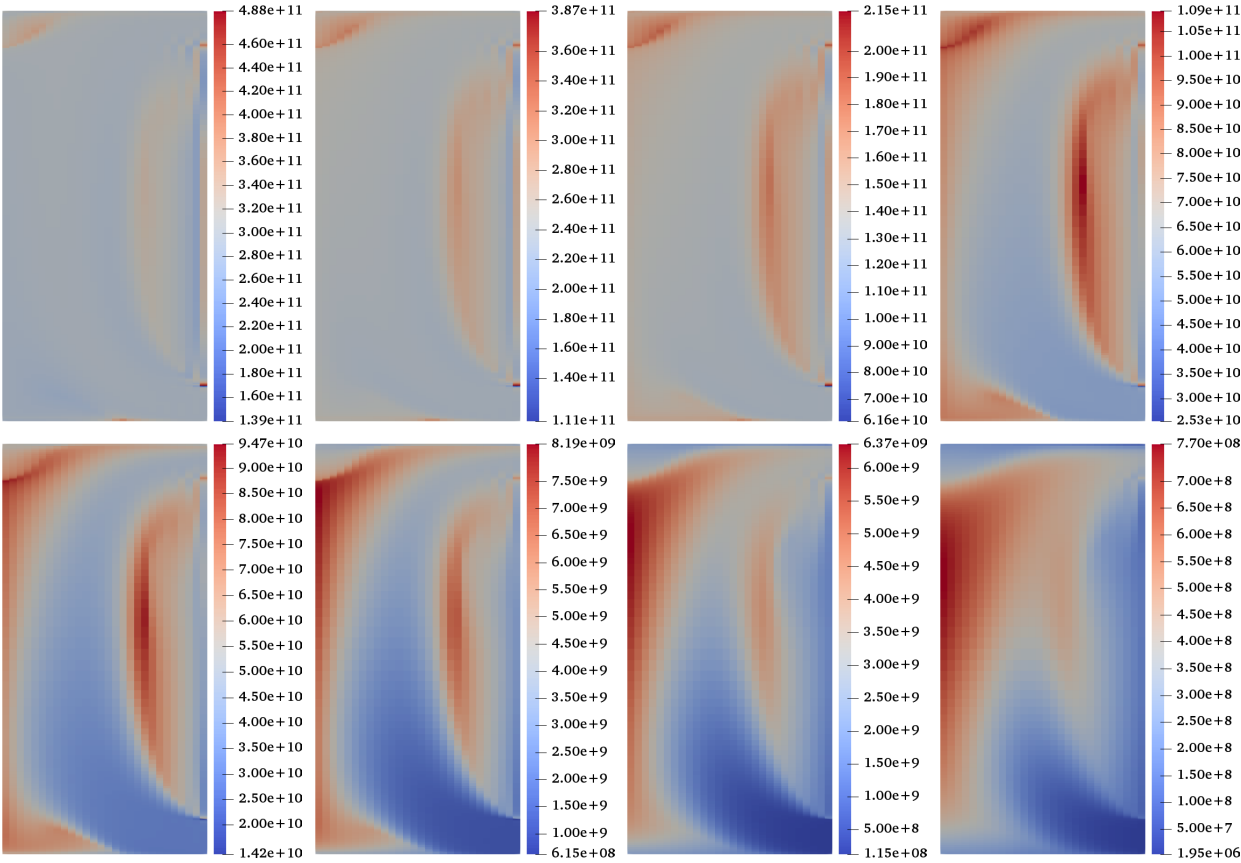 4.88e+11
4.60e+11
4.40e+11
4.20e+11
4.00e+11
3.80e+11
3.60e+11
3.40e+11
3.20e+11
3.00e+11
2.80e+11
2.60e+11
2.40e+11
2.20e+11
2.00e+11
1.80e+11
1.60e+11
1.39e+11
3.87e+11
3.60e+11
3.40e+11
3.20e+11
3.00e+11
2.80e+11
2.60e+11
2.40e+11
2.20e+11
2.00e+11
1.80e+11
1.60e+11
1.40e+11
1.11e+11
2.15e+11
2.00e+11
1.90e+11
1.80e+11
1.70e+11
1.60e+11
1.50e+11
1.40e+11
1.30e+11
1.20e+11
1.10e+11
1.00e+11
9.00e+10
8.00e+10
7.00e+10
6.16e+10
1.09e+11
1.05e+11
1.00e+11
9.50e+10
9.00e+10
8.50e+10
8.00e+10
7.50e+10
7.00e+10
6.50e+10
6.00e+10
5.50e+10
5.00e+10
4.50e+10
4.00e+10
3.50e+10
3.00e+10
2.53e+10
9.47e+10
9.00e+10
8.50e+10
8.00e+10
7.50e+10
7.00e+10
6.50e+10
6.00e+10
5.50e+10
5.00e+10
4.50e+10
4.00e+10
3.50e+10
3.00e+10
2.50e+10
2.00e+10
1.42e+10
8.19e+09
7.50e+9
7.00e+9
6.50e+9
6.00e+9
5.50e+9
5.00e+9
4.50e+9
4.00e+9
3.50e+9
3.00e+9
2.50e+9
2.00e+9
1.50e+9
1.00e+9
6.15e+08
6.37e+09
6.00e+9
5.50e+9
5.00e+9
4.50e+9
4.00e+9
3.50e+9
3.00e+9
2.50e+9
2.00e+9
1.50e+9
1.00e+9
5.00e+8
1.15e+08
7.70e+08
7.00e+8
6.50e+8
6.00e+8
5.50e+8
5.00e+8
4.50e+8
4.00e+8
3.50e+8
3.00e+8
2.50e+8
2.00e+8
1.50e+8
1.00e+8
5.00e+7
1.95e+06